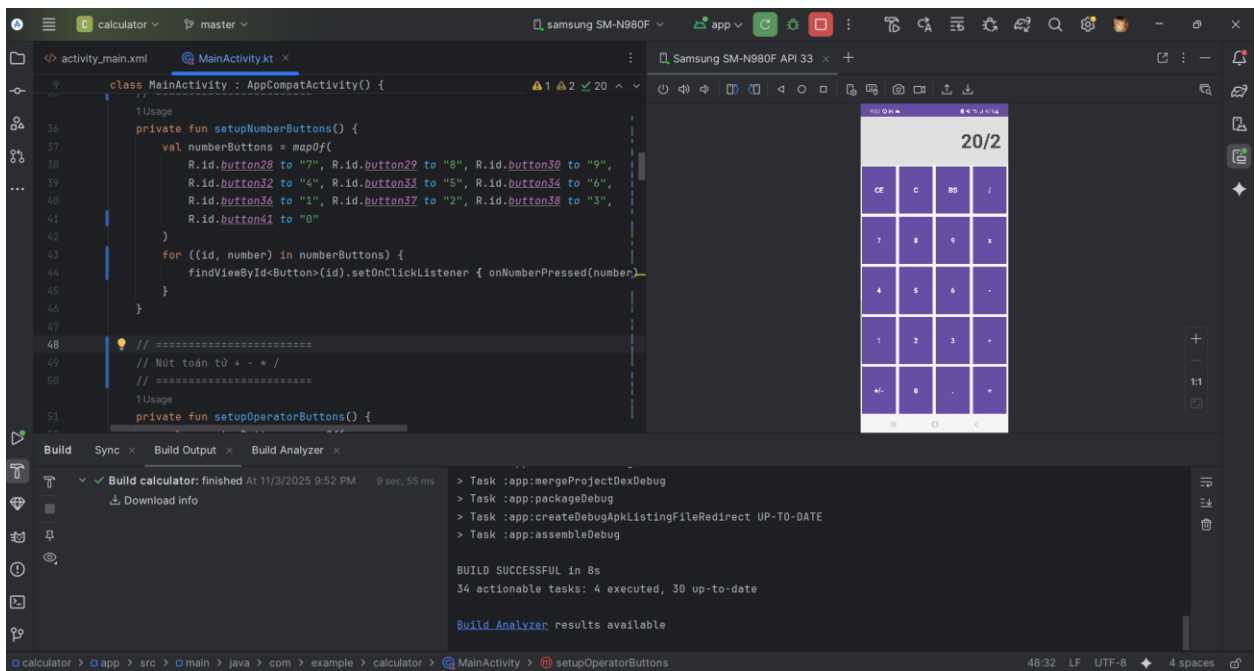 C calculator master samsung SM-N980F app
activity_main.xml MainActivity.kt Samsung SM-N980F API 33
9 class MainActivity : AppCompatActivity() { 1 2 20
// ========================
1 Usage
36 private fun setupNumberButtons() {
37 val numberButtons = mapOf(
38 R.id.button28 to "7", R.id.button29 to "8", R.id.button30 to "9",
39 R.id.button32 to "4", R.id.button33 to "5", R.id.button34 to "6",
40 R.id.button36 to "1", R.id.button37 to "2", R.id.button38 to "3",
41 R.id.button41 to "0"
42 )
43 for ((id, number) in numberButtons) {
44 findViewById<Button>(id).setOnClickListener { onNumberPressed(number)
45 }
46 }
47
48 // ========================
49 // Nút toán tử + - * /
50 // ========================
1 Usage
51 private fun setupOperatorButtons() {
20/2
CE C BS /
7 8 9 x
4 5 6 -
1 2 3 +
+/- 0 . =
1:1
Build Sync Build Output Build Analyzer
Build calculator: finished At 11/3/2025 9:52 PM 9 sec, 55 ms
Download info
> Task :app:mergeProjectDexDebug
> Task :app:packageDebug
> Task :app:createDebugApkListingFileRedirect UP-TO-DATE
> Task :app:assembleDebug
BUILD SUCCESSFUL in 8s
34 actionable tasks: 4 executed, 30 up-to-date
Build Analyzer results available
calculator > app > src > main > java > com > example > calculator > MainActivity > setupOperatorButtons 48:32 LF UTF-8 4 spaces